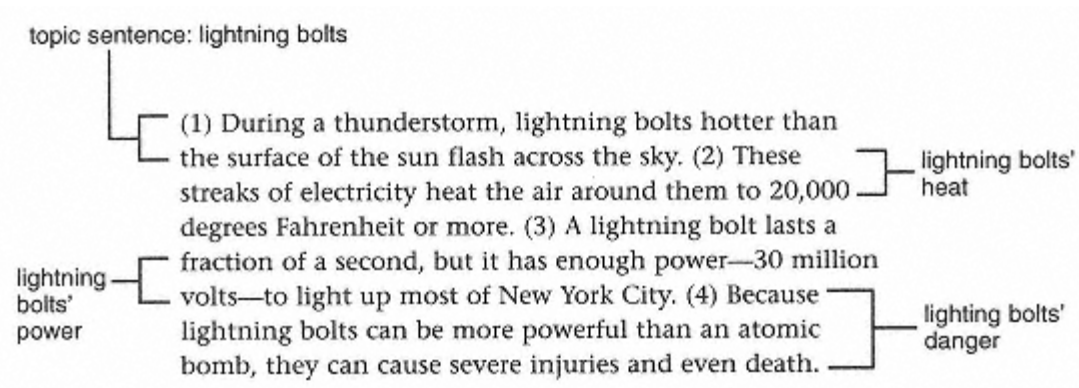 topic sentence: lightning bolts
(1) During a thunderstorm, lightning bolts hotter than
the surface of the sun flash across the sky. (2) These
streaks of electricity heat the air around them to 20,000
degrees Fahrenheit or more. (3) A lightning bolt lasts a
fraction of a second, but it has enough power—30 million
volts—to light up most of New York City. (4) Because
lightning bolts can be more powerful than an atomic
bomb, they can cause severe injuries and even death.
lightning bolts'
heat
lightning
bolts'
power
lighting bolts'
danger